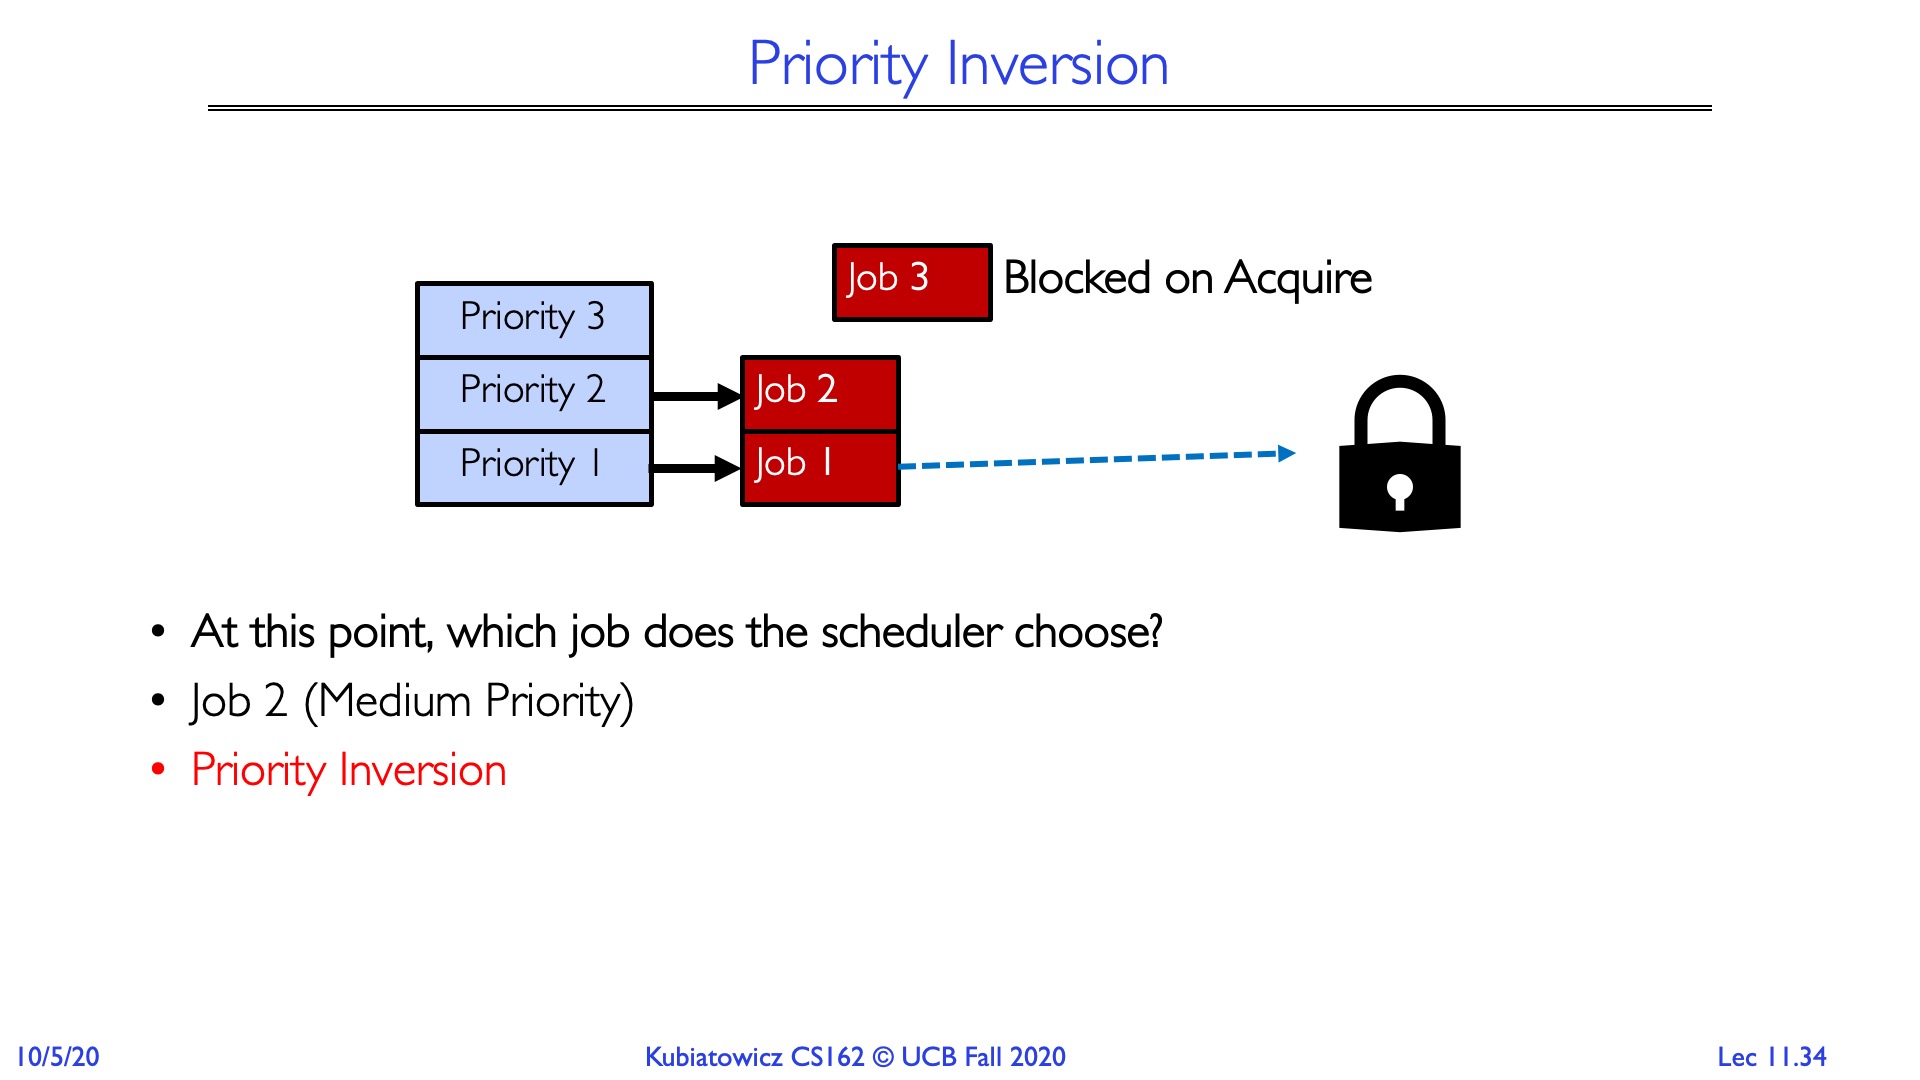 Priority Inversion
Job 3 Blocked on Acquire
Priority 3
Priority 2 Job 2
Priority 1 Job 1
• At this point, which job does the scheduler choose?
• Job 2 (Medium Priority)
• Priority Inversion
10/5/20 Kubiatowicz CS162 © UCB Fall 2020 Lec 11.34